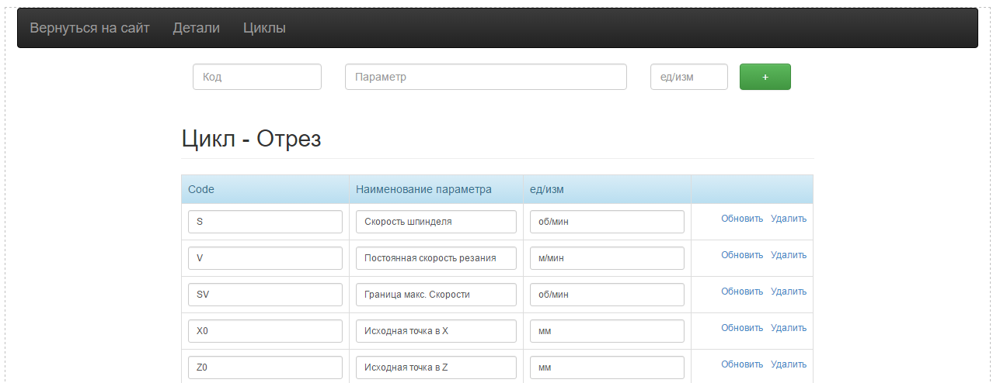 Вернуться на сайт Детали Циклы
Код Параметр ед/изм +
Цикл - Отрез
Code Наименование параметра ед/изм
S Скорость шпинделя об/мин Обновить Удалить
V Постоянная скорость резания м/мин Обновить Удалить
SV Граница макс. Скорости об/мин Обновить Удалить
X0 Исходная точка в X мм Обновить Удалить
Z0 Исходная точка в Z мм Обновить Удалить